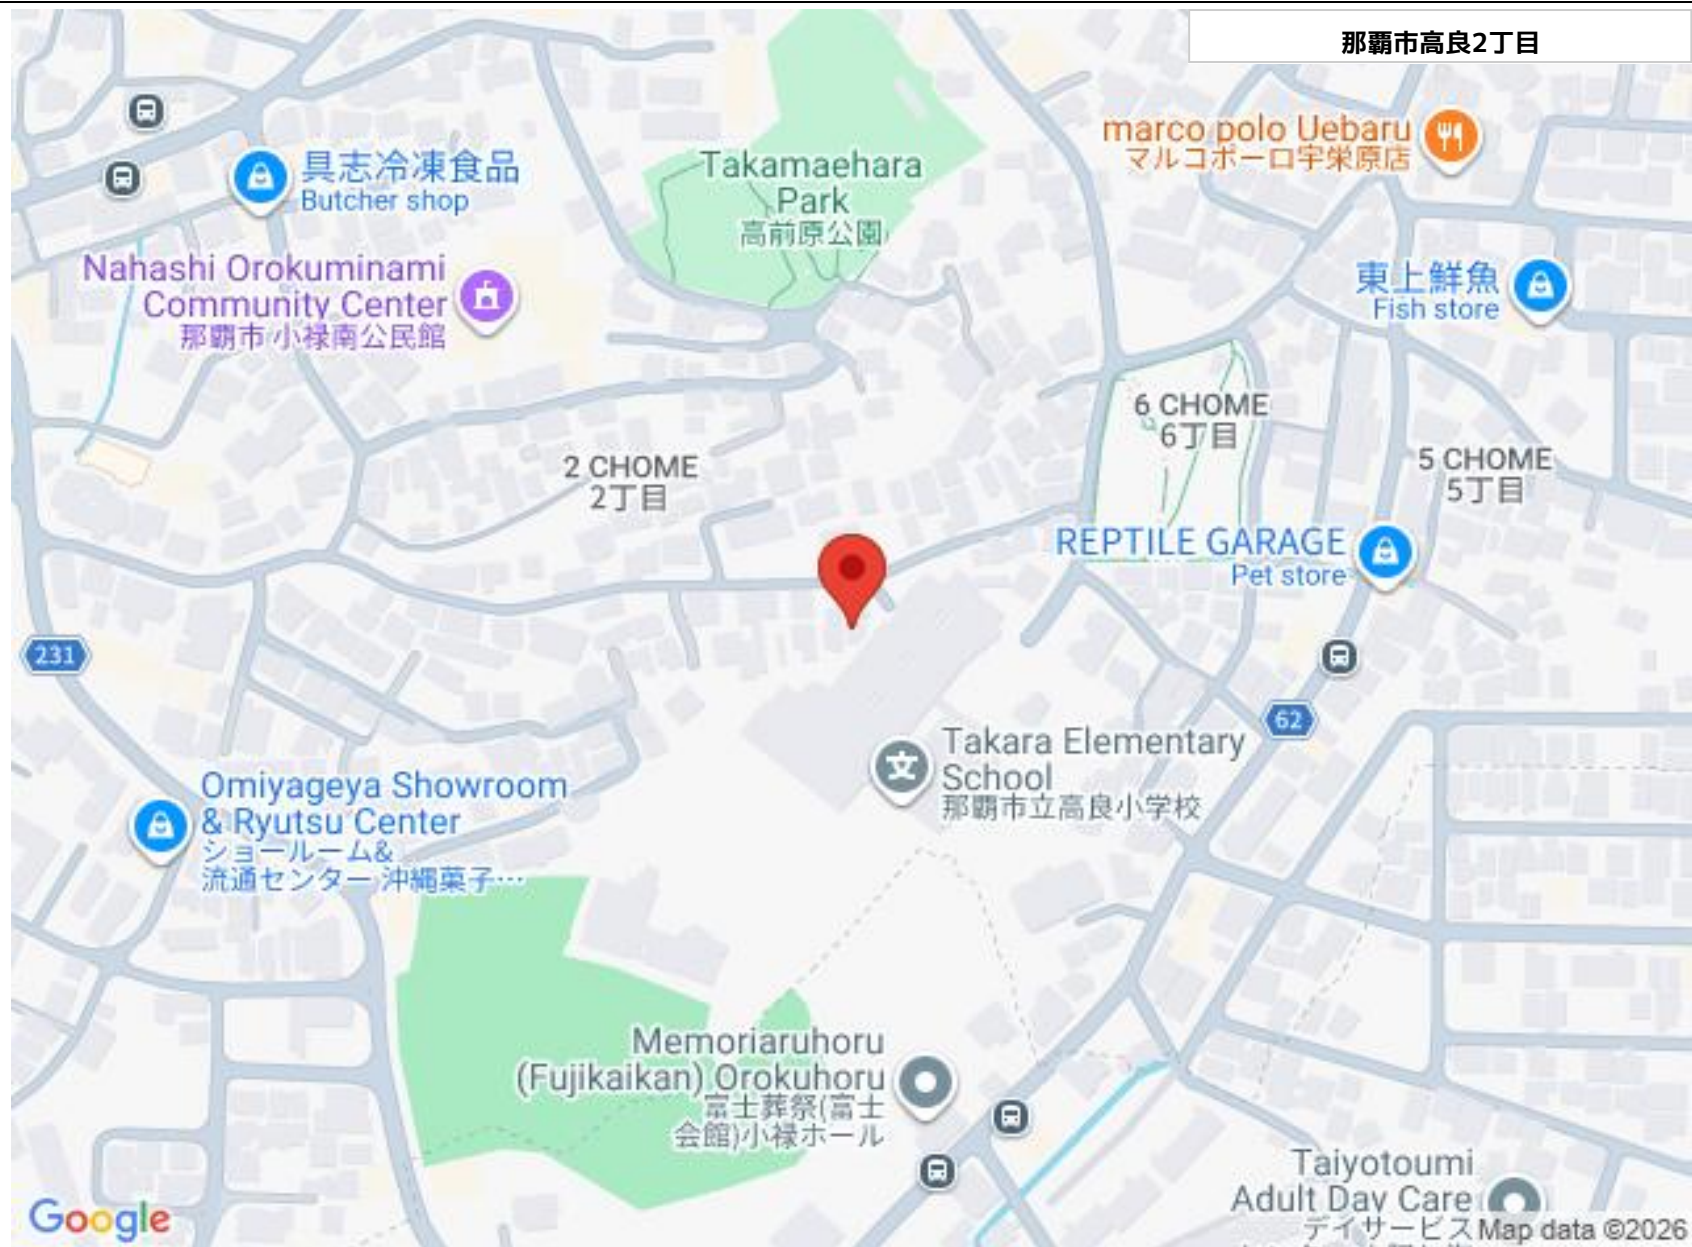 那覇市高良2丁目
marco polo Uebaru
マルコポーロ宇栄原店
Takamaehara
Park
高前原公園
具志冷凍食品
Butcher shop
Nahashi Orokuminami
Community Center
那覇市 小禄南公民館
東上鮮魚
Fish store
6 CHOME
6丁目
2 CHOME
2丁目
5 CHOME
5丁目
REPTILE GARAGE
Pet store
231
62
Takara Elementary
School
那覇市立高良小学校
文
Omiyageya Showroom
& Ryutsu Center
ショールーム&
流通センター 沖縄菓子…
Memoriaruhoru
(Fujikaikan) Orokuhoru
富士葬祭(富士
会館)小禄ホール
Taiyotoumi
Adult Day Care
デイサービス
Google
Map data ©2026